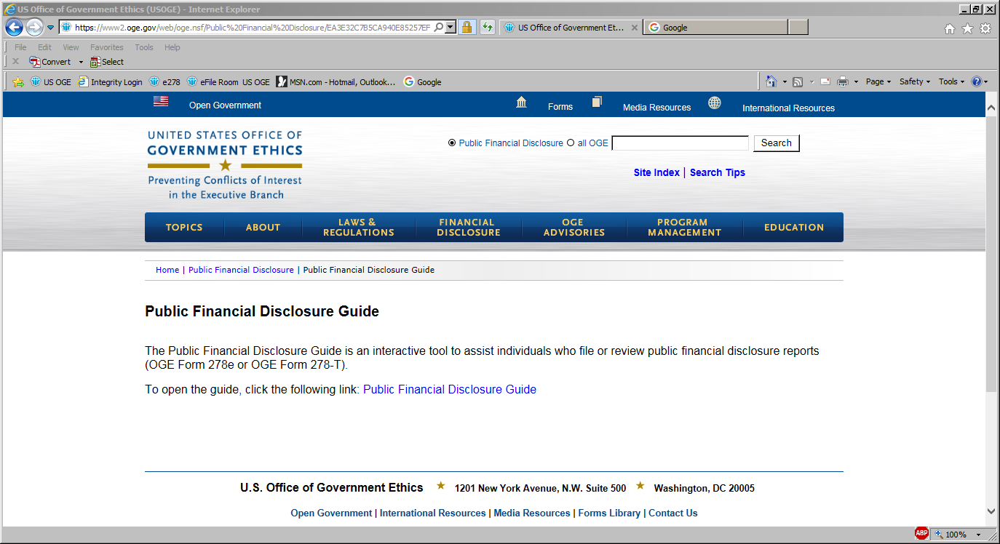 US Office of Government Ethics (USOGE) - Internet Explorer
https://www2.oge.gov/web/oge.nsf/Public%20Financial%20Disclosure/EA3E32C7B5CA940E85257EF
US Office of Government Et...
Google
File Edit View Favorites Tools Help
Convert Select
US OGE Integrity Login e278 eFile Room US OGE MSN.com - Hotmail, Outlook... Google
Page Safety Tools
Open Government Forms Media Resources International Resources
UNITED STATES OFFICE OF
GOVERNMENT ETHICS
Preventing Conflicts of Interest
in the Executive Branch
Public Financial Disclosure all OGE Search
Site Index | Search Tips
TOPICS
ABOUT
LAWS &
REGULATIONS
FINANCIAL
DISCLOSURE
OGE
ADVISORIES
PROGRAM
MANAGEMENT
EDUCATION
Home | Public Financial Disclosure | Public Financial Disclosure Guide
Public Financial Disclosure Guide
The Public Financial Disclosure Guide is an interactive tool to assist individuals who file or review public financial disclosure reports
(OGE Form 278e or OGE Form 278-T).
To open the guide, click the following link: Public Financial Disclosure Guide
U.S. Office of Government Ethics ★ 1201 New York Avenue, N.W. Suite 500 ★ Washington, DC 20005
Open Government | International Resources | Media Resources | Forms Library | Contact Us
ABP
100%